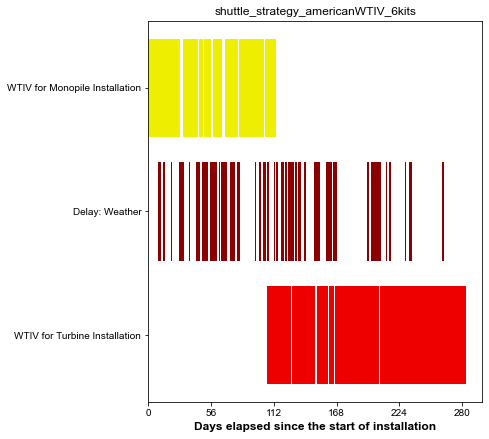 shuttle_strategy_americanWTIV_6kits
WTIV for Monopile Installation
Delay: Weather
WTIV for Turbine Installation
0 56 112 168 224 280
Days elapsed since the start of installation